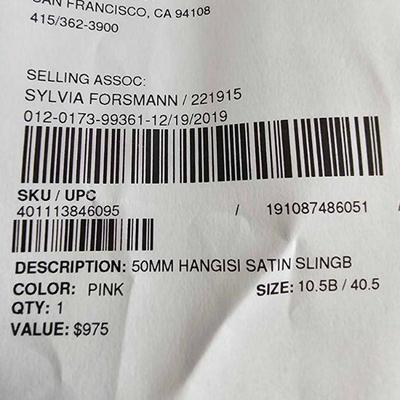 SAN FRANCISCO, CA 94108
415/362-3900
SELLING ASSOC:
SYLVIA FORSMANN / 221915
012-0173-99361-12/19/2019
SKU / UPC
401113846095 / 191087486051 /
DESCRIPTION: 50MM HANGISI SATIN SLINGB
COLOR: PINK SIZE: 10.5B / 40.5
QTY: 1
VALUE: $975